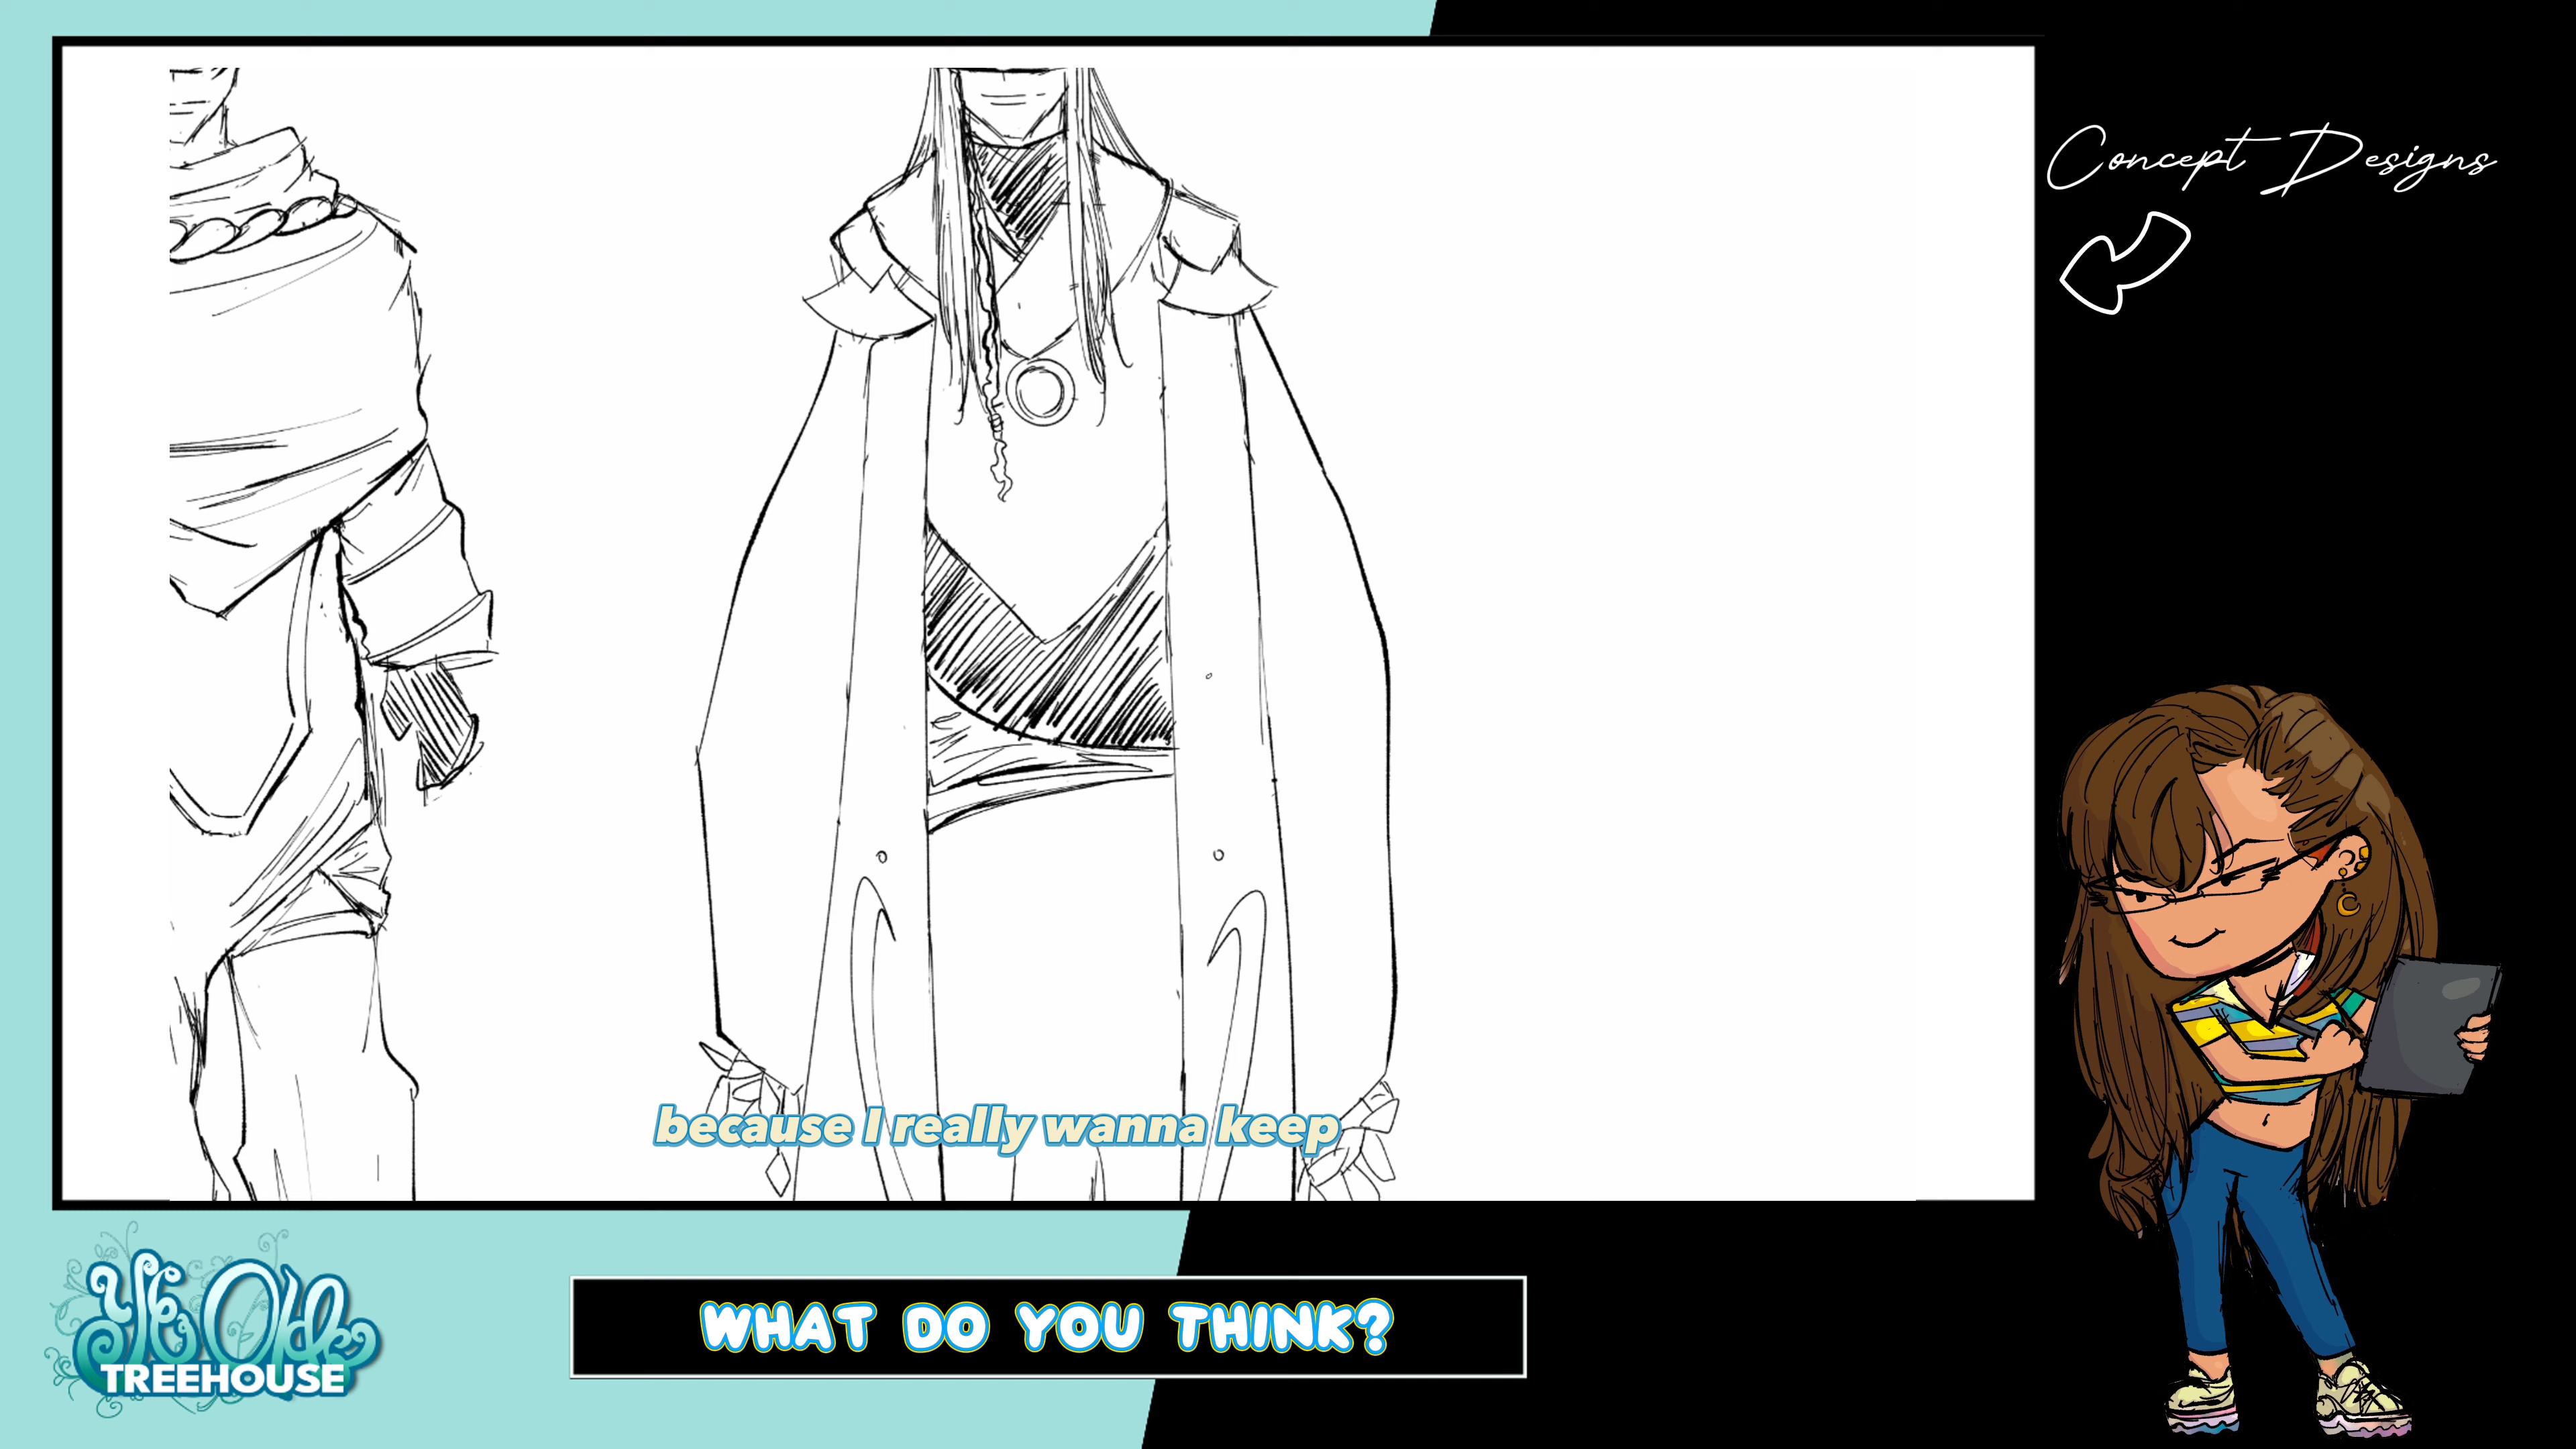 Concept Designs
because I really wanna keep
Ye Olde
TREEHOUSE
WHAT DO YOU THINK?